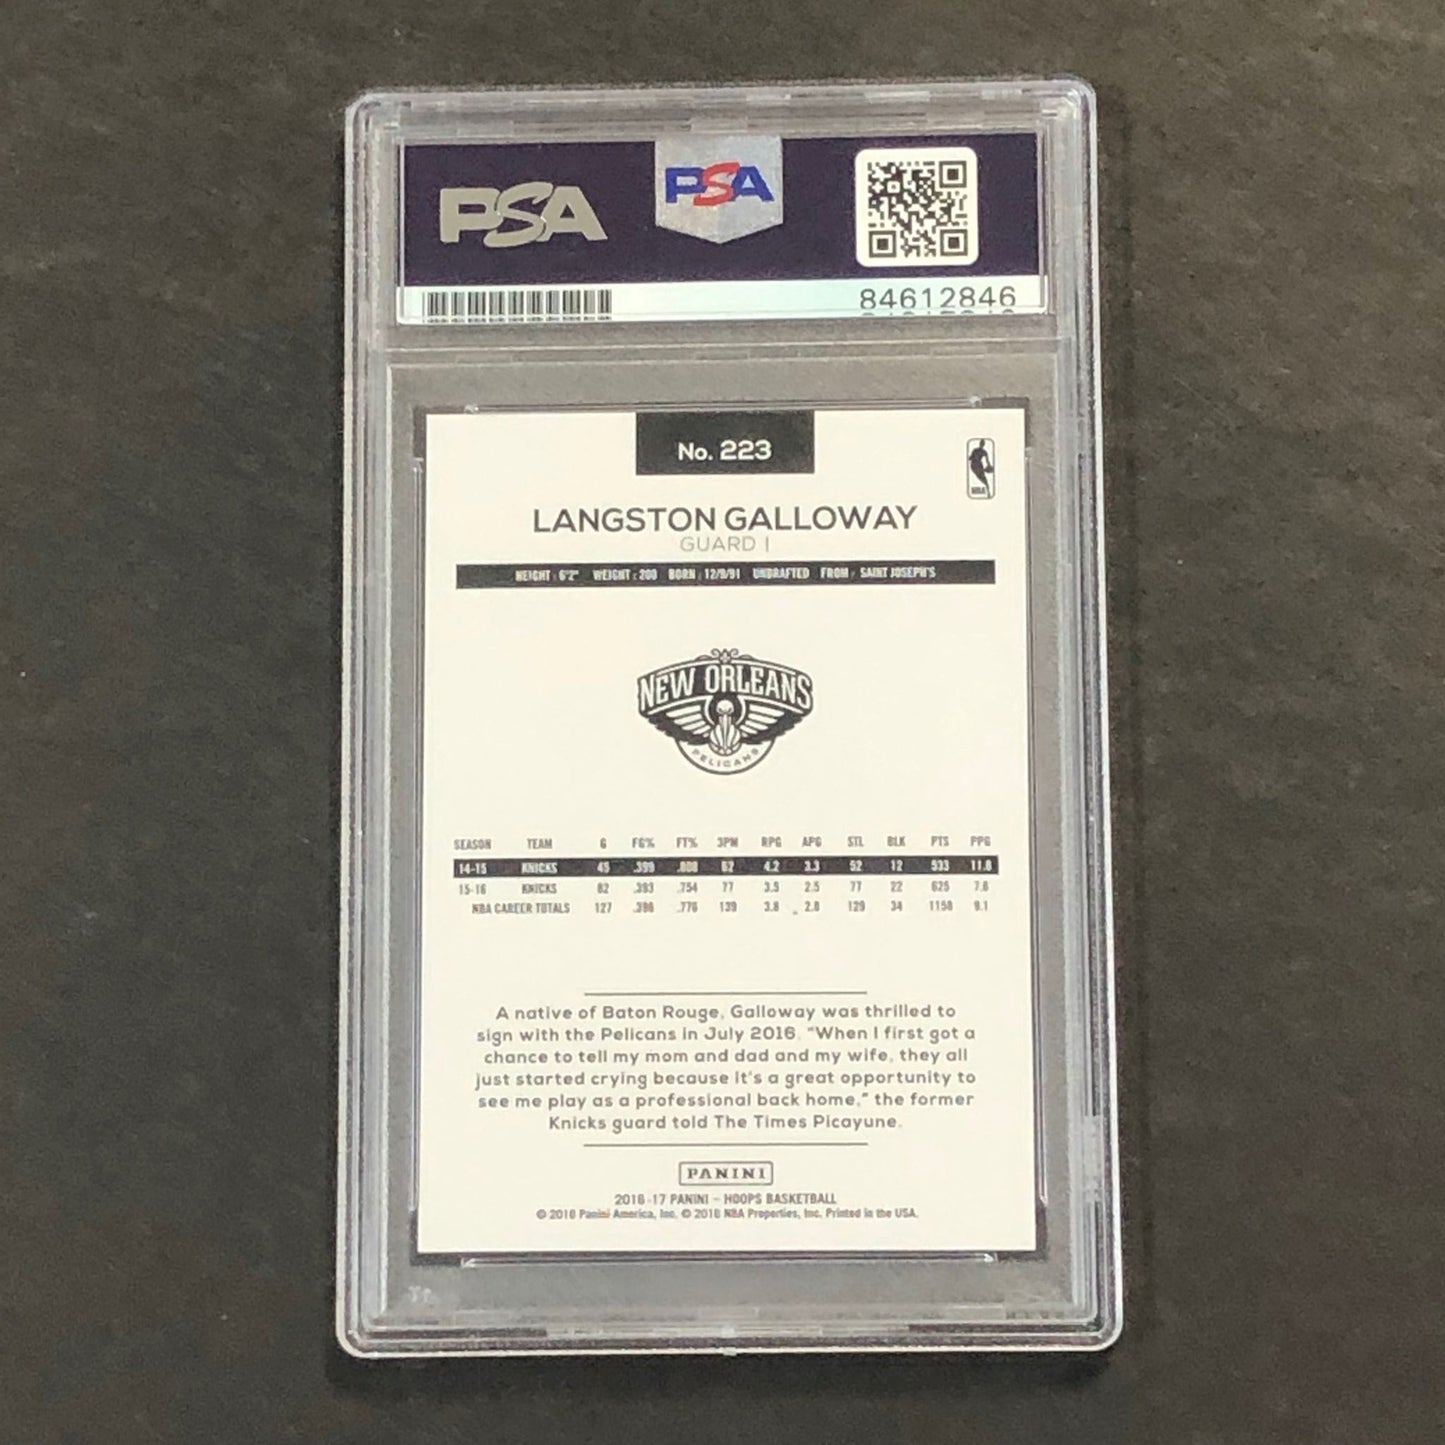 PSA
PSA
84612846
No. 223
NBA
LANGSTON GALLOWAY
GUARD |
HEIGHT : 6'2" WEIGHT : 200 BORN : 12/9/91 UNDRAFTED FROM : SAINT JOSEPH'S
NEW ORLEANS
PELICANS
SEASON TEAM G FG% FT% 3PM RPG APG STL BLK PTS PPG
14-15 KNICKS 45 .399 .808 62 4.2 3.3 52 12 533 11.8
15-16 KNICKS 82 .393 .754 77 3.5 2.5 77 22 625 7.6
NBA CAREER TOTALS 127 .396 .776 139 3.8 2.8 129 34 1158 9.1
A native of Baton Rouge, Galloway was thrilled to
sign with the Pelicans in July 2016. "When I first got a
chance to tell my mom and dad and my wife, they all
just started crying because it's a great opportunity to
see me play as a professional back home," the former
Knicks guard told The Times Picayune.
PANINI
2016-17 PANINI – HOOPS BASKETBALL
© 2016 Panini America, Inc. © 2016 NBA Properties, Inc. Printed in the USA.